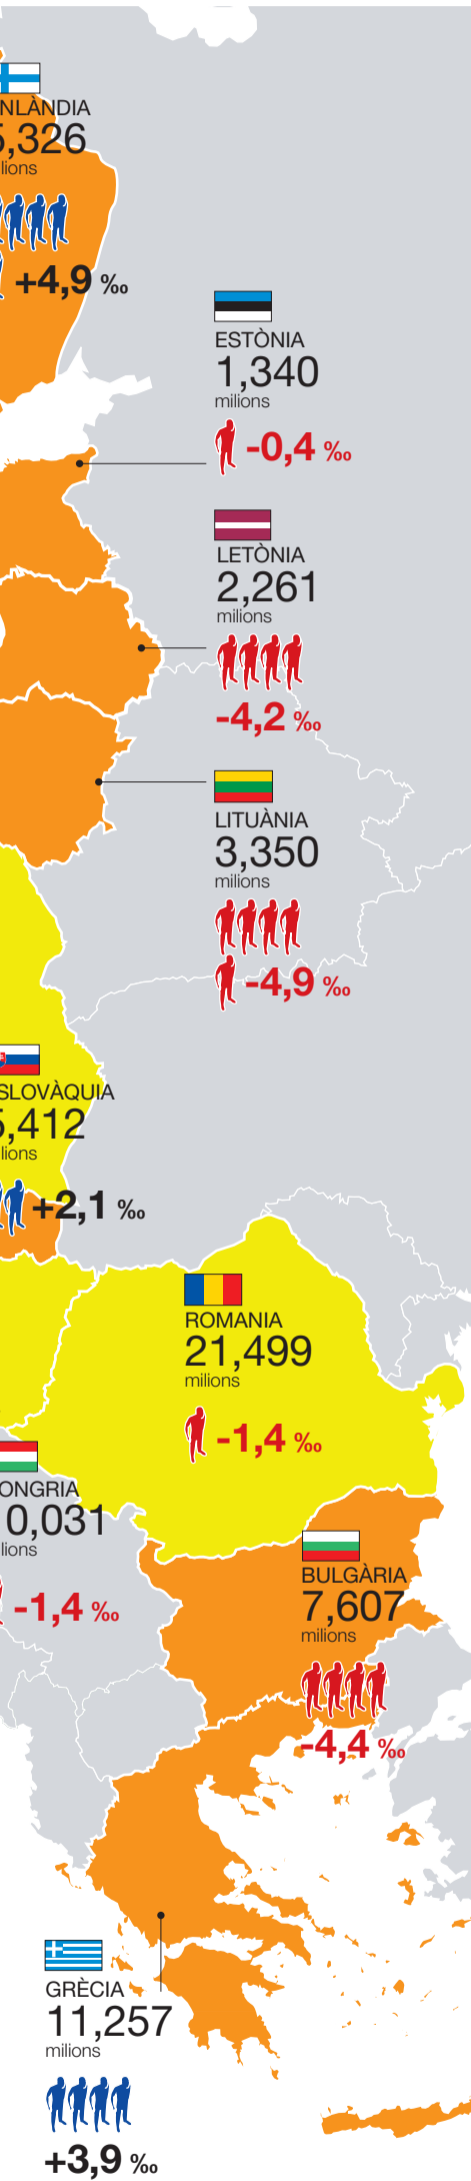 NLÀNDIA
5,326
lions
+4,9 ‰
ESTÒNIA
1,340
milions
-0,4 ‰
LETÒNIA
2,261
milions
-4,2 ‰
LITUÀNIA
3,350
milions
-4,9 ‰
SLOVÀQUIA
5,412
lions
+2,1 ‰
ROMANIA
21,499
milions
-1,4 ‰
ONGRIA
0,031
lions
-1,4 ‰
BULGÀRIA
7,607
milions
-4,4 ‰
GRÈCIA
11,257
milions
+3,9 ‰